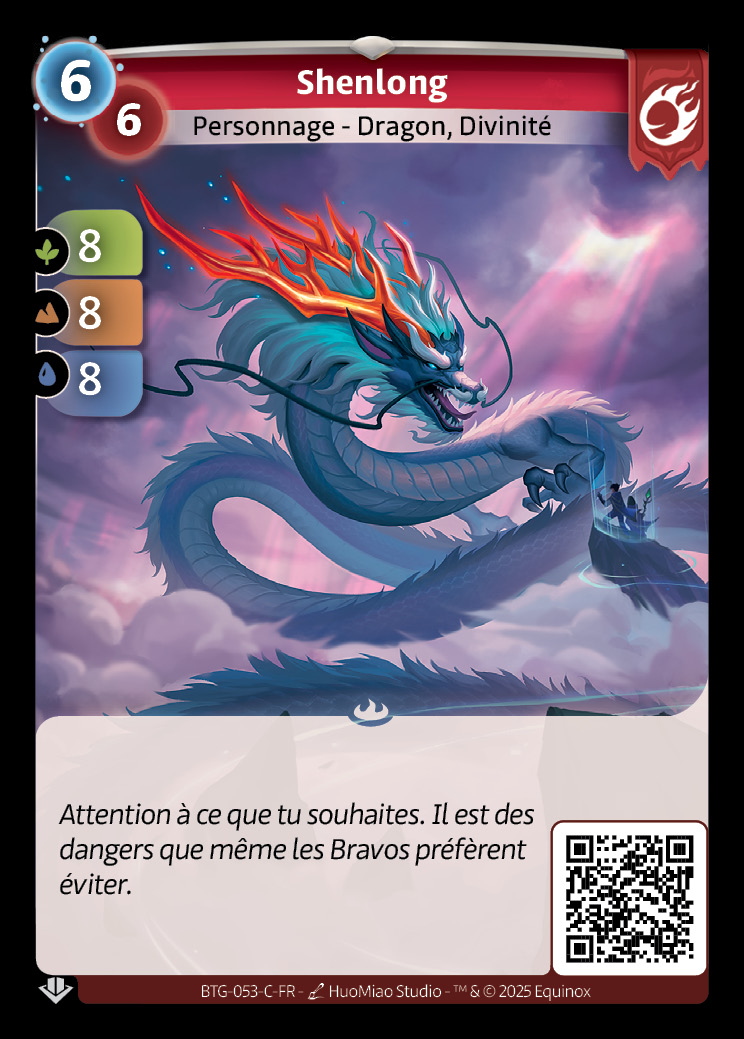 6
Shenlong
6
Personnage - Dragon, Divinité
8
8
8
Attention à ce que tu souhaites. Il est des
dangers que même les Bravos préfèrent
éviter.
BTG-053-C-FR - HuoMiao Studio - ™ & © 2025 Equinox